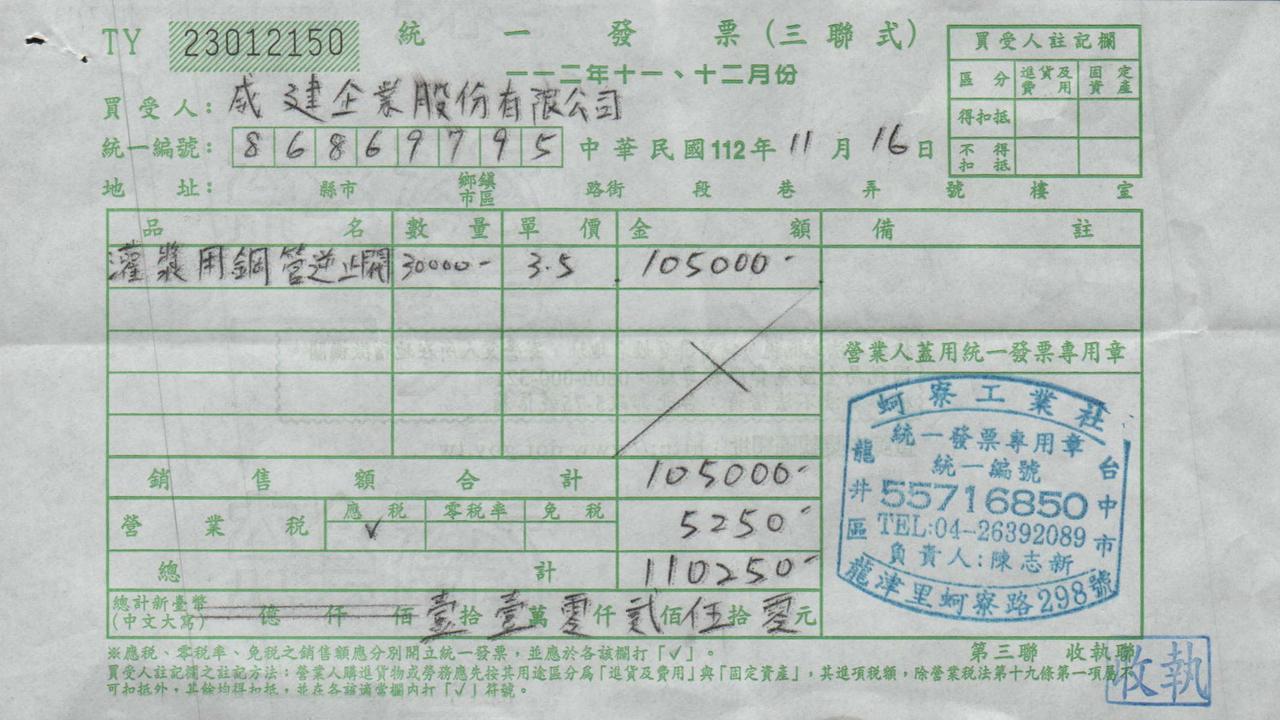 TY 23012150 統一發票(三聯式)
一一二年十一、十二月份
買受人註記欄
區分 進貨及費用 固定資產
得扣抵
不得扣抵
買受人: 威建企業股份有限公司
統一編號: 86869795 中華民國112年11月16日
地址: 縣市 鄉鎮市區 路街 段 巷 弄 號 樓 室
品名 數量 單價 金額 備註
灌漿用鋼管逆止閥 30000- 3.5 105000-
營業人蓋用統一發票專用章
銷售額合計 105000-
營業稅 應稅 零稅率 免稅 5250-
✓
總計 110250-
總計新臺幣(中文大寫) 億 仟 佰 壹拾壹萬零仟貳佰伍拾零元
蚵寮工業社
統一發票專用章
統一編號
55716850
TEL:04-26392089
負責人:陳志新
台中市
龍井區
龍津里蚵寮路298號
※應稅、零稅率、免稅之銷售額應分別開立統一發票,並應於各該欄打「✓」。
第三聯 收執聯
買受人註記欄之註記方法:營業人購進貨物或勞務應先按其用途區分為「進貨及費用」與「固定資產」,其進項稅額,除營業稅法第十九條第一項屬不
可扣抵外,其餘均得扣抵,並在各該適當欄內打「✓」符號。
收執